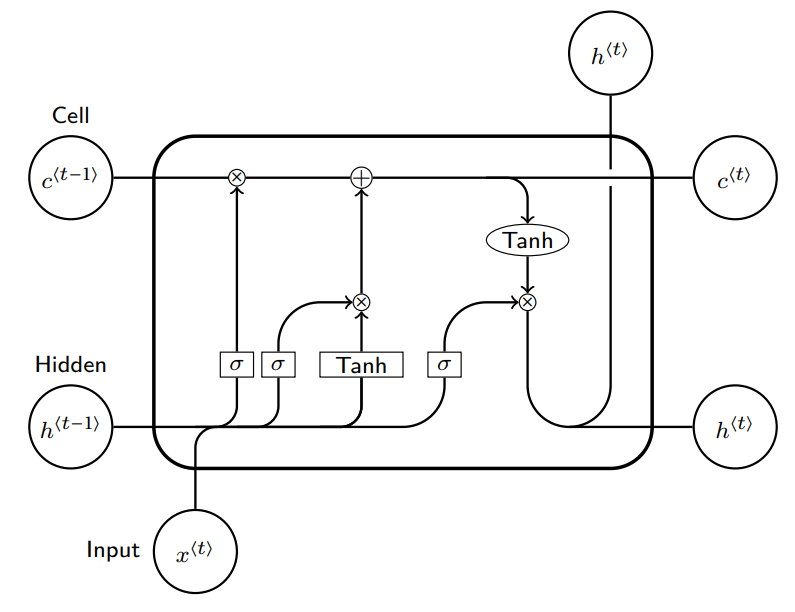 h⟨t⟩
Cell
c⟨t−1⟩
×
+
c⟨t⟩
Tanh
×
×
Hidden
σ
σ
Tanh
σ
h⟨t−1⟩
h⟨t⟩
Input
x⟨t⟩